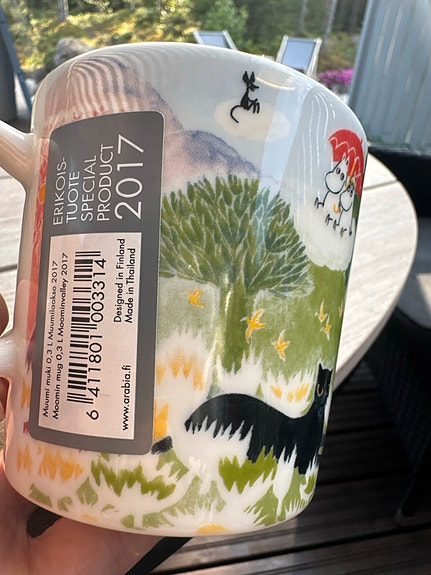 ERIKOIS-
TUOTE
SPECIAL
PRODUCT
2017
Muumi muki 0,3 L Muumilaakso 2017
Moomin mug 0,3 L Moominvalley 2017
6 411801 003314
Designed in Finland
Made in Thailand
www.arabia.fi